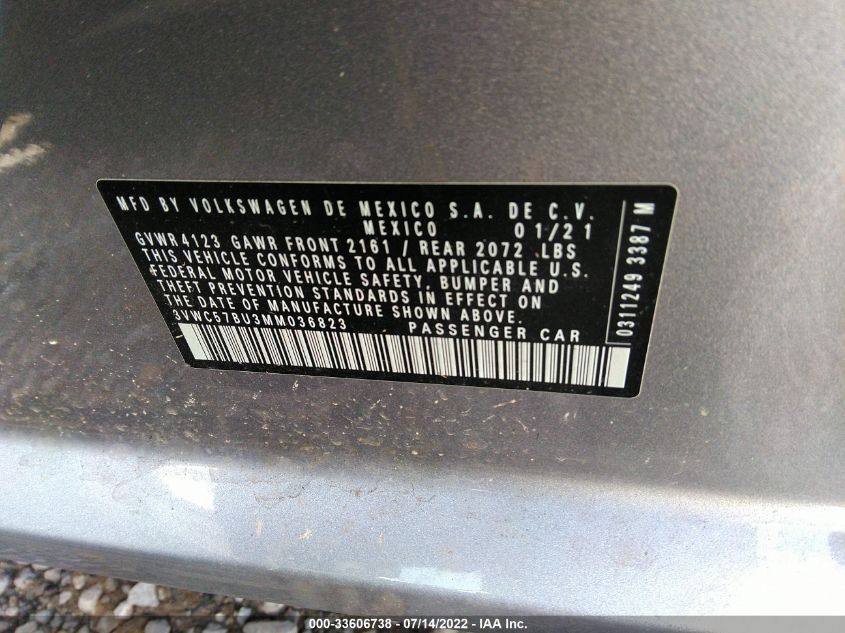 MFD BY VOLKSWAGEN DE MEXICO S.A. DE C.V.
MEXICO 01/21
GVWR 4123 GAWR FRONT 2161 / REAR 2072 LBS
THIS VEHICLE CONFORMS TO ALL APPLICABLE U.S.
FEDERAL MOTOR VEHICLE SAFETY, BUMPER AND
THEFT PREVENTION STANDARDS IN EFFECT ON
THE DATE OF MANUFACTURE SHOWN ABOVE.
3VWC57BU3MM036823 PASSENGER CAR
0311249 3387 M
000-33606738 - 07/14/2022 - IAA Inc.